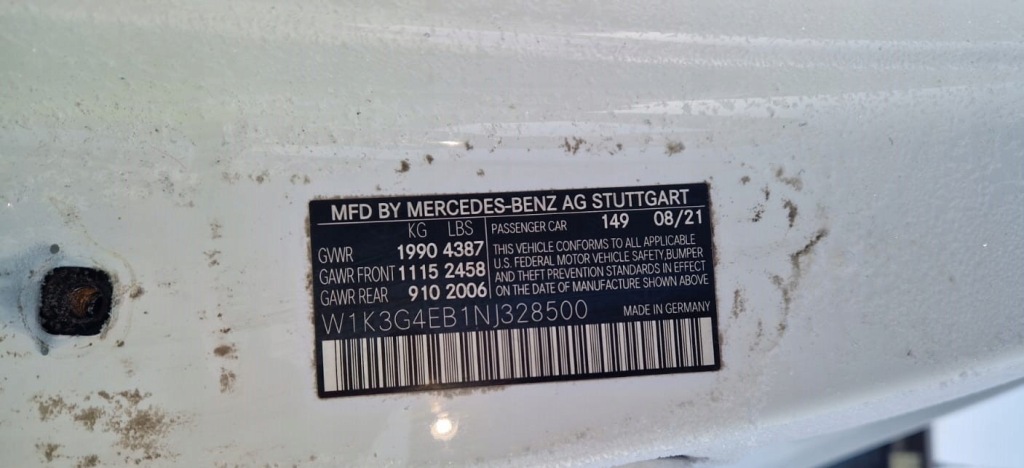 MFD BY MERCEDES-BENZ AG STUTTGART
KG LBS PASSENGER CAR 149 08/21
GVWR 1990 4387
GAWR FRONT 1115 2458
GAWR REAR 910 2006
THIS VEHICLE CONFORMS TO ALL APPLICABLE
U.S. FEDERAL MOTOR VEHICLE SAFETY, BUMPER
AND THEFT PREVENTION STANDARDS IN EFFECT
ON THE DATE OF MANUFACTURE SHOWN ABOVE
W1K3G4EB1NJ328500 MADE IN GERMANY